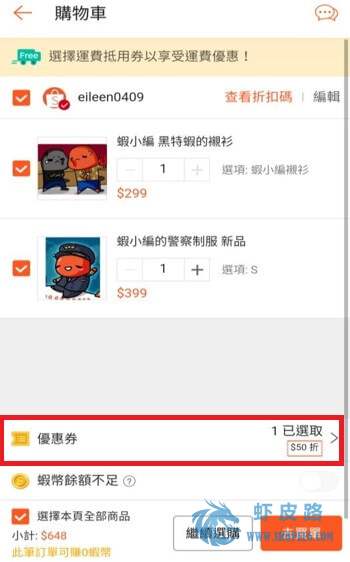 購物車
Free 選擇運費抵用券以享受運費優惠！
eileen0409 查看折扣碼 編輯
蝦小編 黑特蝦的襯衫
— 1 + 選項: 蝦小編襯衫
$299
蝦小編的警察制服 新品
— 1 + 選項: S
$399
優惠券 1 已選取
$50 折
蝦幣餘額不足 ?
選擇本頁全部商品
小計: $648
此筆訂單可賺0蝦幣
繼續選購
去買單
虾皮路